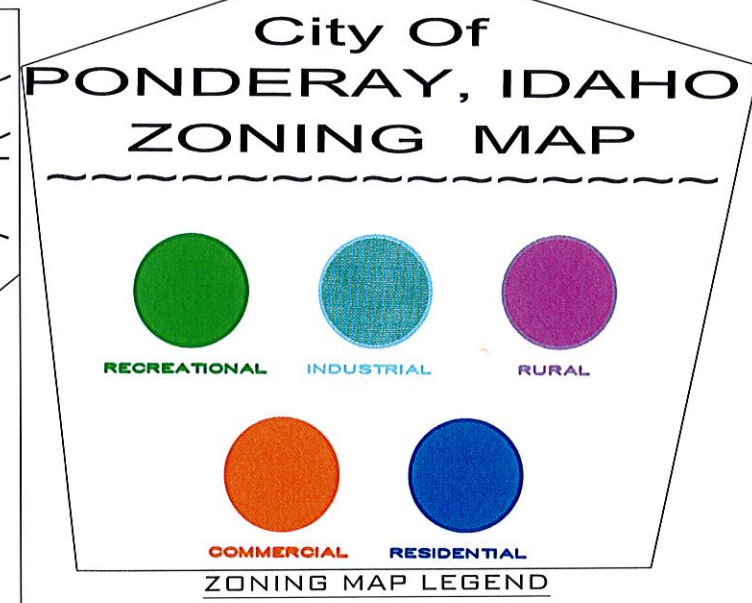 City Of
PONDERAY, IDAHO
ZONING MAP
~~~~~~~~~~~~~~~~
RECREATIONAL INDUSTRIAL RURAL
COMMERCIAL RESIDENTIAL
ZONING MAP LEGEND